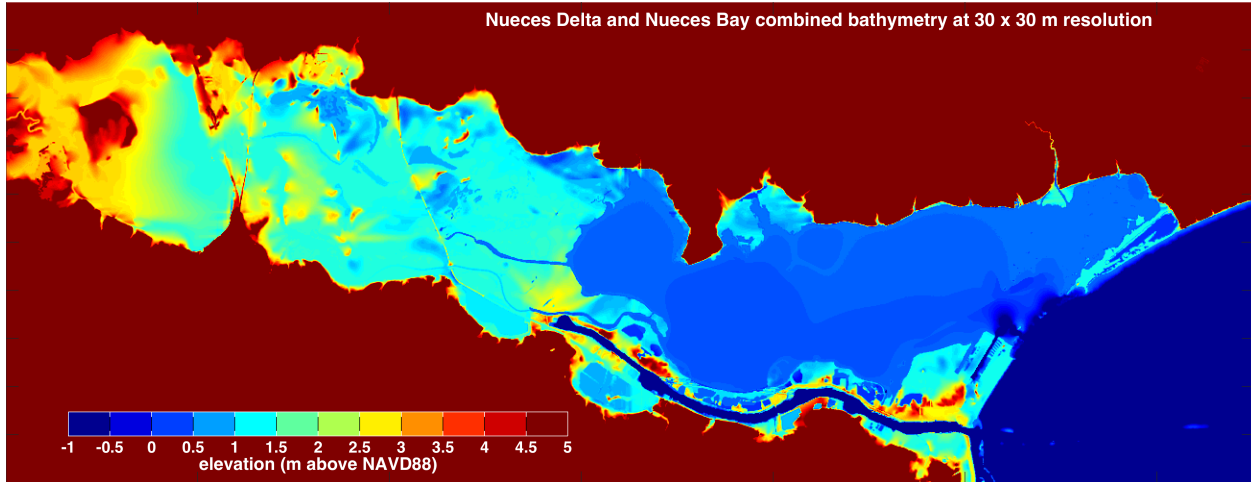 Nueces Delta and Nueces Bay combined bathymetry at 30 x 30 m resolution
-1 -0.5 0 0.5 1 1.5 2 2.5 3 3.5 4 4.5 5
elevation (m above NAVD88)